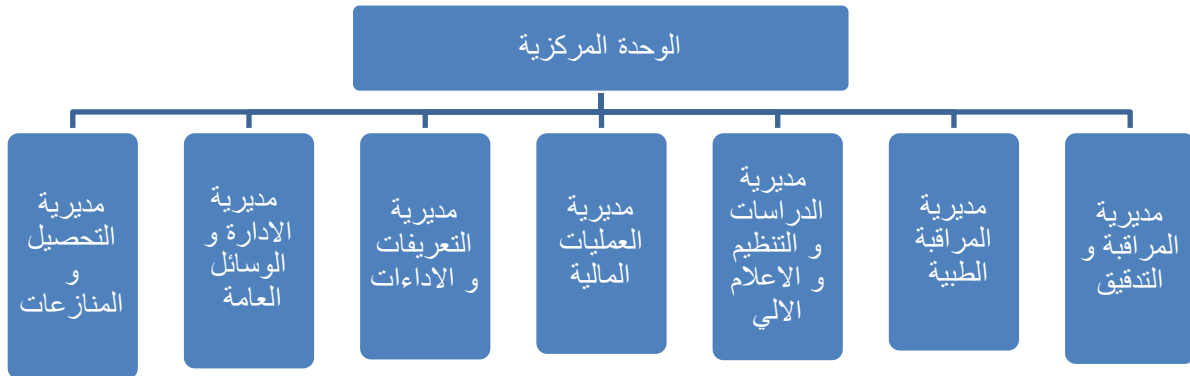 الوحدة المركزية
مديرية
المراقبة و
التدقيق
مديرية
المراقبة
الطبية
مديرية
الدراسات
و التنظيم
و الاعلام
الالي
مديرية
العمليات
المالية
مديرية
التعريفات
و الاداءات
مديرية
الادارة و
الوسائل
العامة
مديرية
التحصيل
و
المنازعات